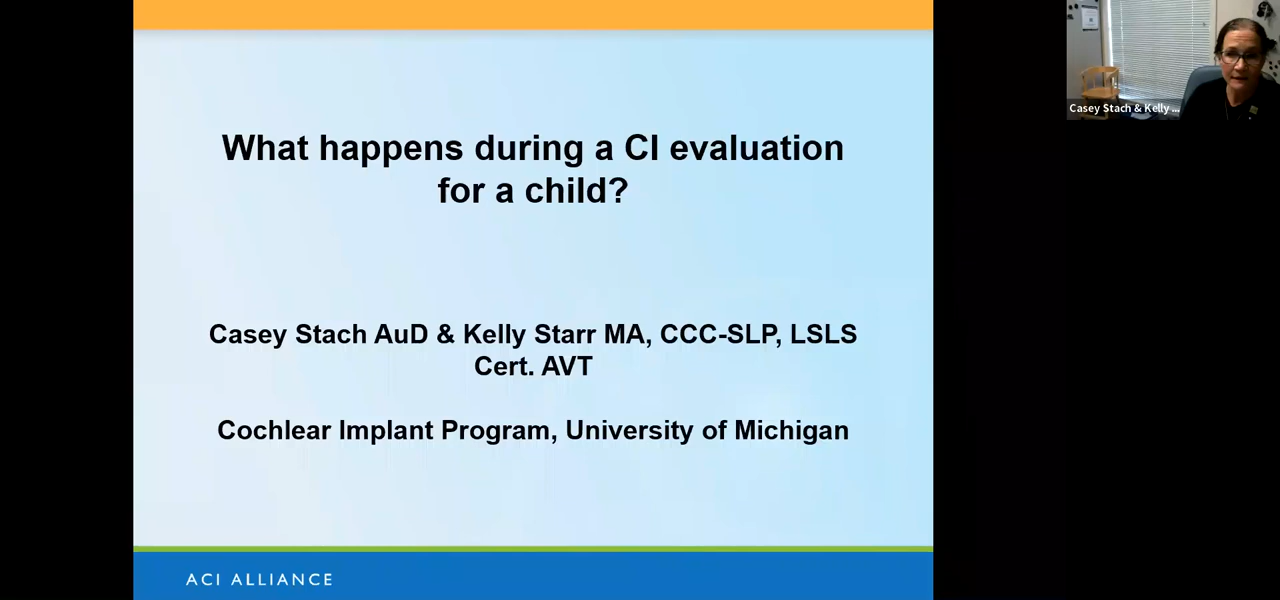 What happens during a CI evaluation
for a child?
Casey Stach AuD & Kelly Starr MA, CCC-SLP, LSLS
Cert. AVT
Cochlear Implant Program, University of Michigan
ACI ALLIANCE
Casey Stach & Kelly ...